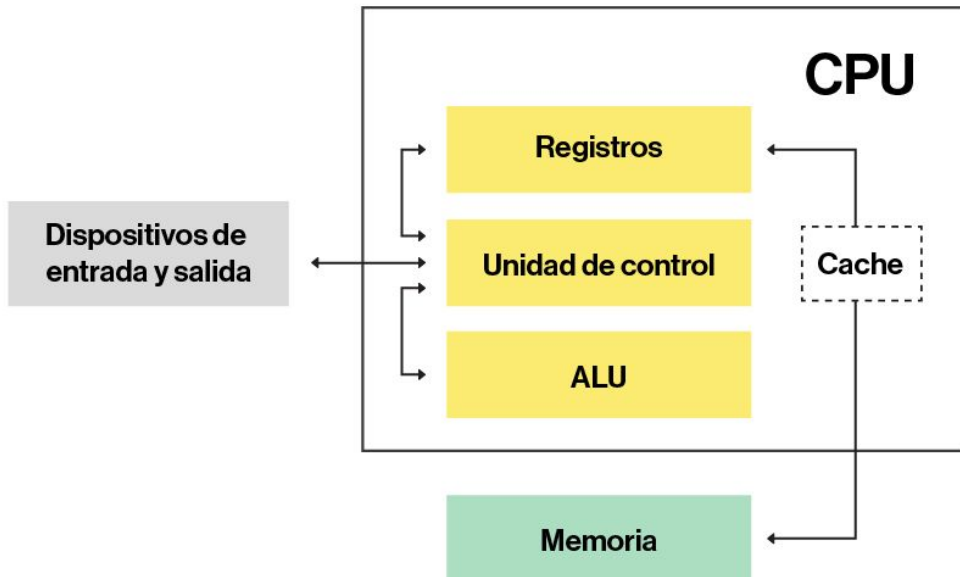 CPU
Registros
Dispositivos de
entrada y salida
Unidad de control
Cache
ALU
Memoria